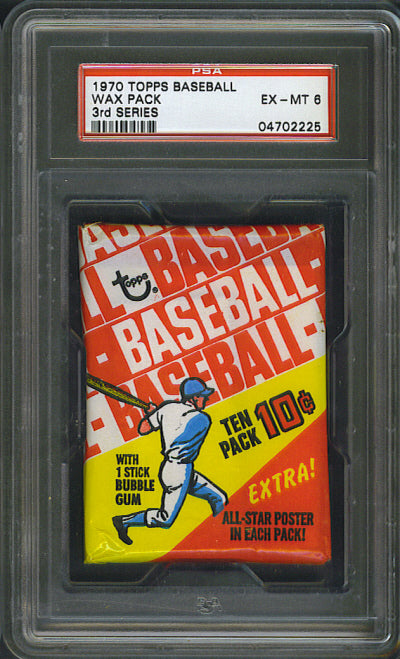 PSA
1970 TOPPS BASEBALL
WAX PACK EX - MT 6
3rd SERIES
04702225
BASEBALL
Topps
- BASEBALL -
- BASEBALL -
TEN
PACK 10¢
WITH
1 STICK
BUBBLE
GUM
EXTRA!
ALL-STAR POSTER
IN EACH PACK!
PSA